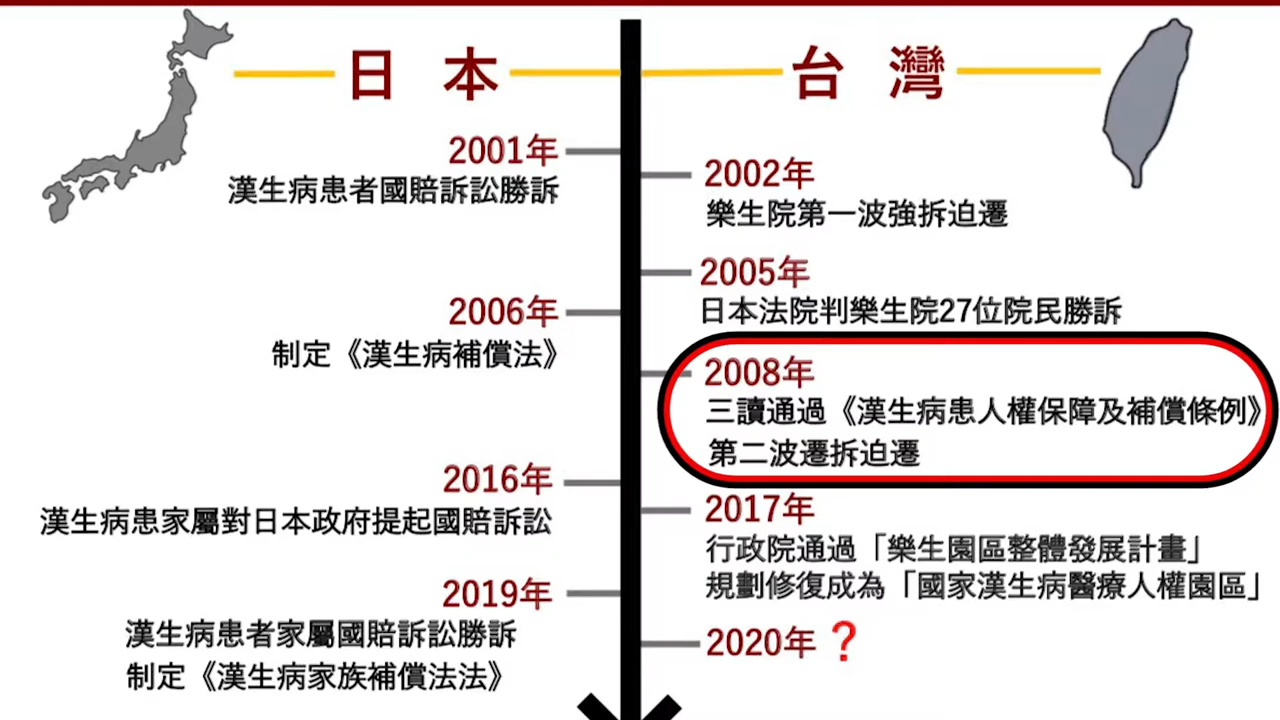 日本
台灣
2001年
漢生病患者國賠訴訟勝訴
2002年
樂生院第一波強拆迫遷
2005年
日本法院判樂生院27位院民勝訴
2006年
制定《漢生病補償法》
2008年
三讀通過《漢生病患人權保障及補償條例》
第二波遷拆迫遷
2016年
漢生病患家屬對日本政府提起國賠訴訟
2017年
行政院通過「樂生園區整體發展計畫」
規劃修復成為「國家漢生病醫療人權園區」
2019年
漢生病患者家屬國賠訴訟勝訴
制定《漢生病家族補償法法》
2020年?